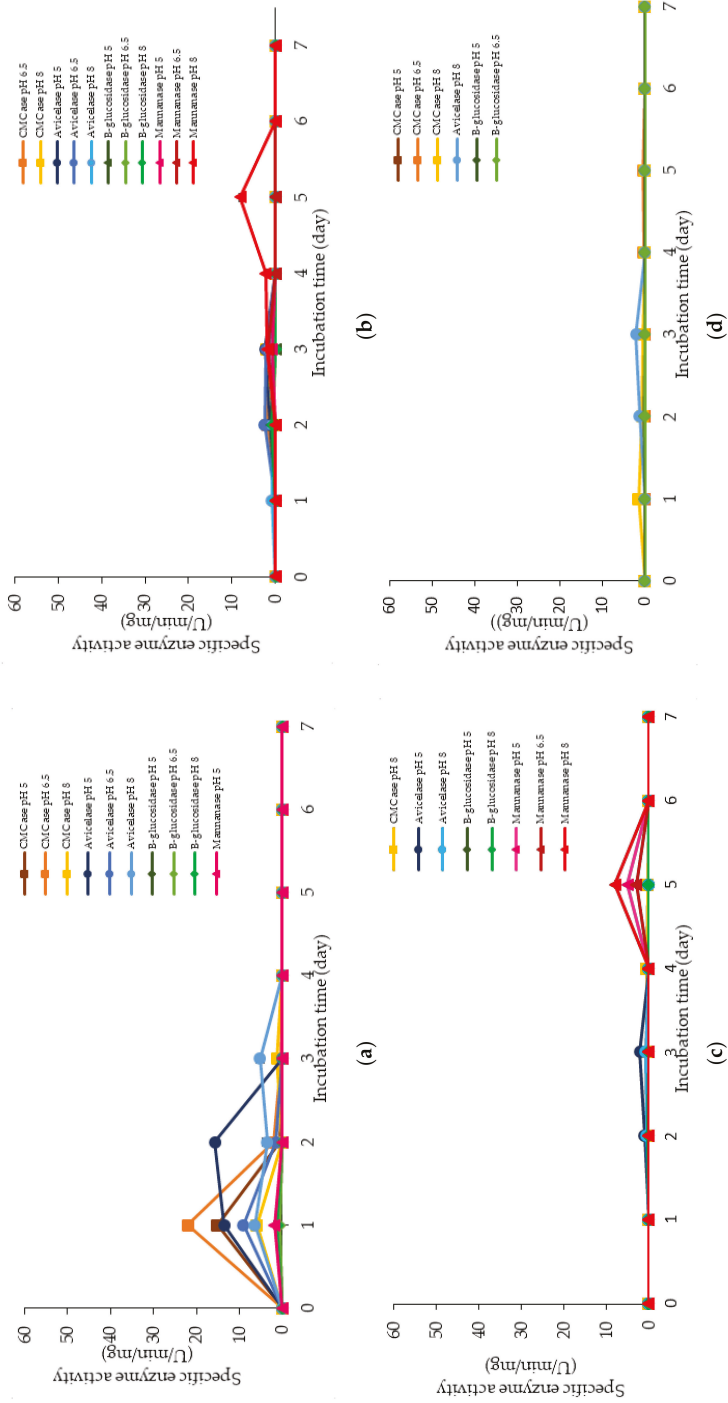 Specific enzyme activity
(U/min/mg)
60
50
40
30
20
10
0
0 1 2 3 4 5 6 7
Incubation time (day)
CMCase pH 5
CMCase pH 6.5
CMCase pH 8
Avicelase pH 5
Avicelase pH 6.5
Avicelase pH 8
B-glucosidase pH 5
B-glucosidase pH 6.5
B-glucosidase pH 8
Mannanase pH 5
(a)
Specific enzyme activity
(U/min/mg)
60
50
40
30
20
10
0
0 1 2 3 4 5 6 7
Incubation time (day)
CMCase pH 6.5
CMCase pH 8
Avicelase pH 5
Avicelase pH 6.5
Avicelase pH 8
B-glucosidase pH 5
B-glucosidase pH 6.5
B-glucosidase pH 8
Mannanase pH 5
Mannanase pH 6.5
Mannanase pH 8
(b)
Specific enzyme activity
(U/min/mg)
60
50
40
30
20
10
0
0 1 2 3 4 5 6 7
Incubation time (day)
CMCase pH 8
Avicelase pH 5
Avicelase pH 8
B-glucosidase pH 5
B-glucosidase pH 8
Mannanase pH 5
Mannanase pH 6.5
Mannanase pH 8
(c)
Specific enzyme activity
(U/min/mg))
60
50
40
30
20
10
0
0 1 2 3 4 5 6 7
Incubation time (day)
CMCase pH 5
CMCase pH 6.5
CMCase pH 8
Avicelase pH 8
B-glucosidase pH 5
B-glucosidase pH 6.5
(d)